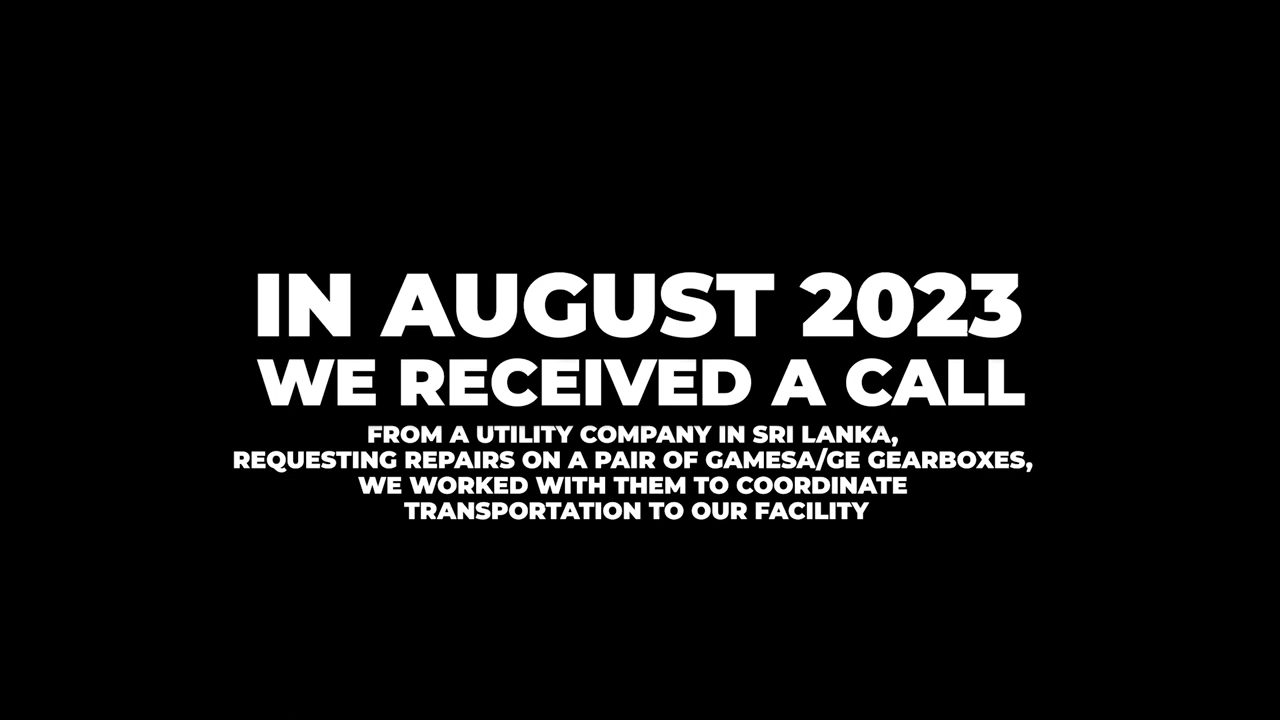 IN AUGUST 2023
WE RECEIVED A CALL
FROM A UTILITY COMPANY IN SRI LANKA,
REQUESTING REPAIRS ON A PAIR OF GAMESA/GE GEARBOXES,
WE WORKED WITH THEM TO COORDINATE
TRANSPORTATION TO OUR FACILITY